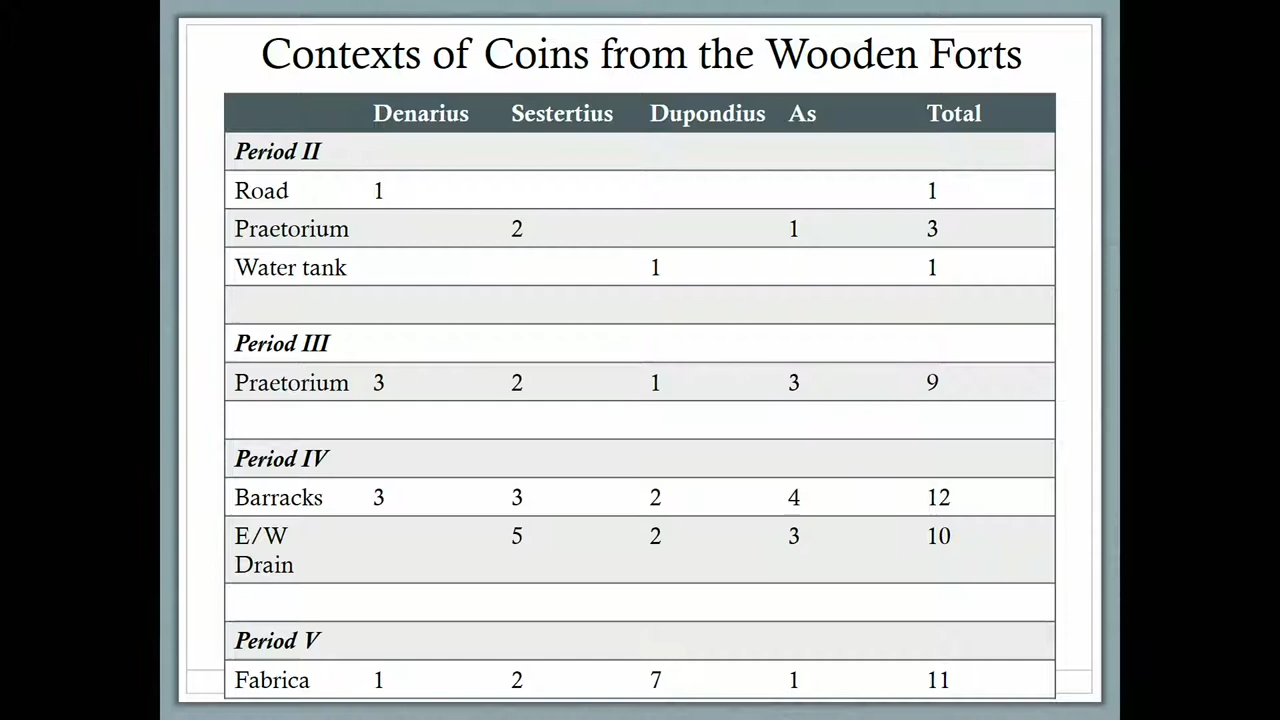 Contexts of Coins from the Wooden Forts
Denarius Sestertius Dupondius As Total
Period II
Road 1 1
Praetorium 2 1 3
Water tank 1 1
Period III
Praetorium 3 2 1 3 9
Period IV
Barracks 3 3 2 4 12
E/W 5 2 3 10
Drain
Period V
Fabrica 1 2 7 1 11